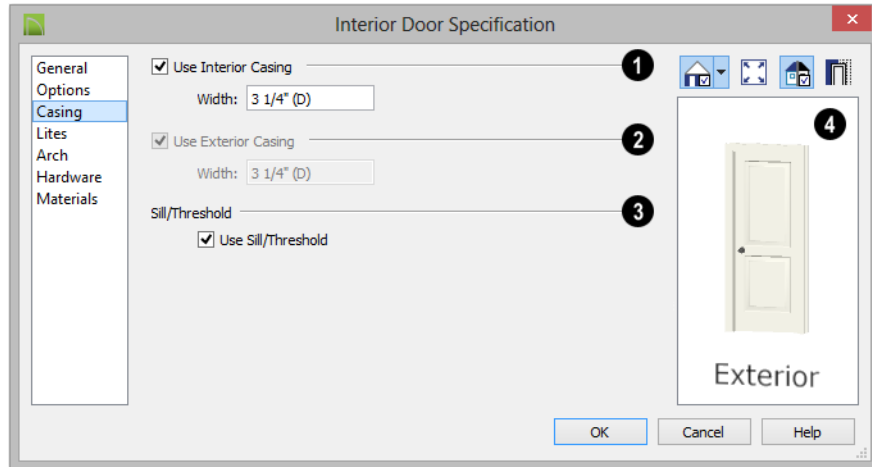 Interior Door Specification
General
Options
Casing
Lites
Arch
Hardware
Materials
Use Interior Casing
1
Width: 3 1/4" (D)
Use Exterior Casing
2
Width: 3 1/4" (D)
Sill/Threshold
3
Use Sill/Threshold
4
Exterior
OK
Cancel
Help